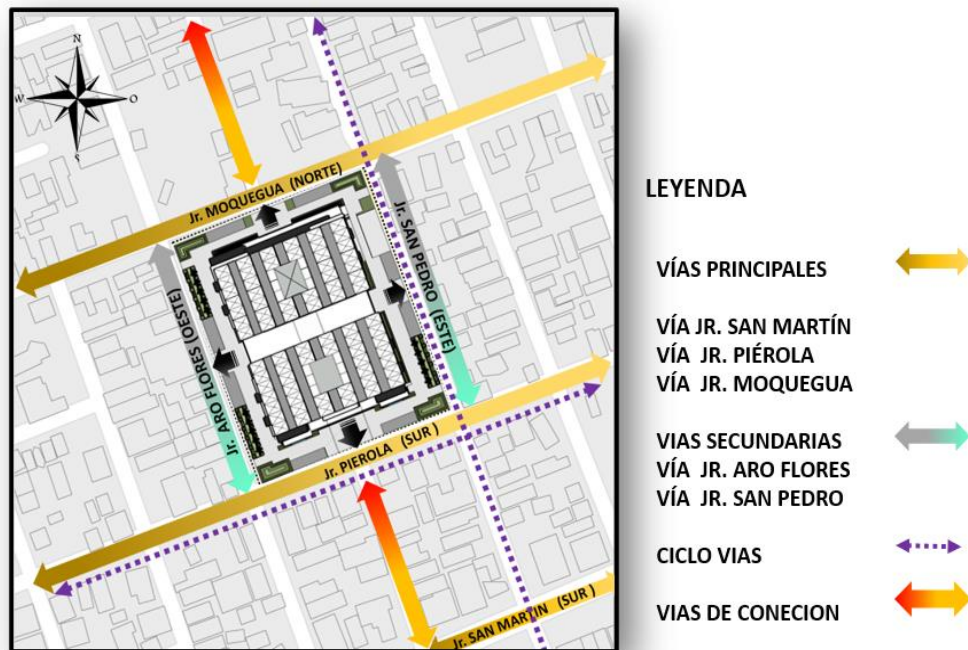 N
W
O
S
Jr. MOQUEGUA (NORTE)
Jr. SAN PEDRO (ESTE)
Jr. ARO FLORES (OESTE)
Jr. PIEROLA (SUR)
Jr. SAN MARTIN (SUR)
LEYENDA
VÍAS PRINCIPALES
VÍA JR. SAN MARTÍN
VÍA JR. PIÉROLA
VÍA JR. MOQUEGUA
VIAS SECUNDARIAS
VÍA JR. ARO FLORES
VÍA JR. SAN PEDRO
CICLO VIAS
VIAS DE CONECION